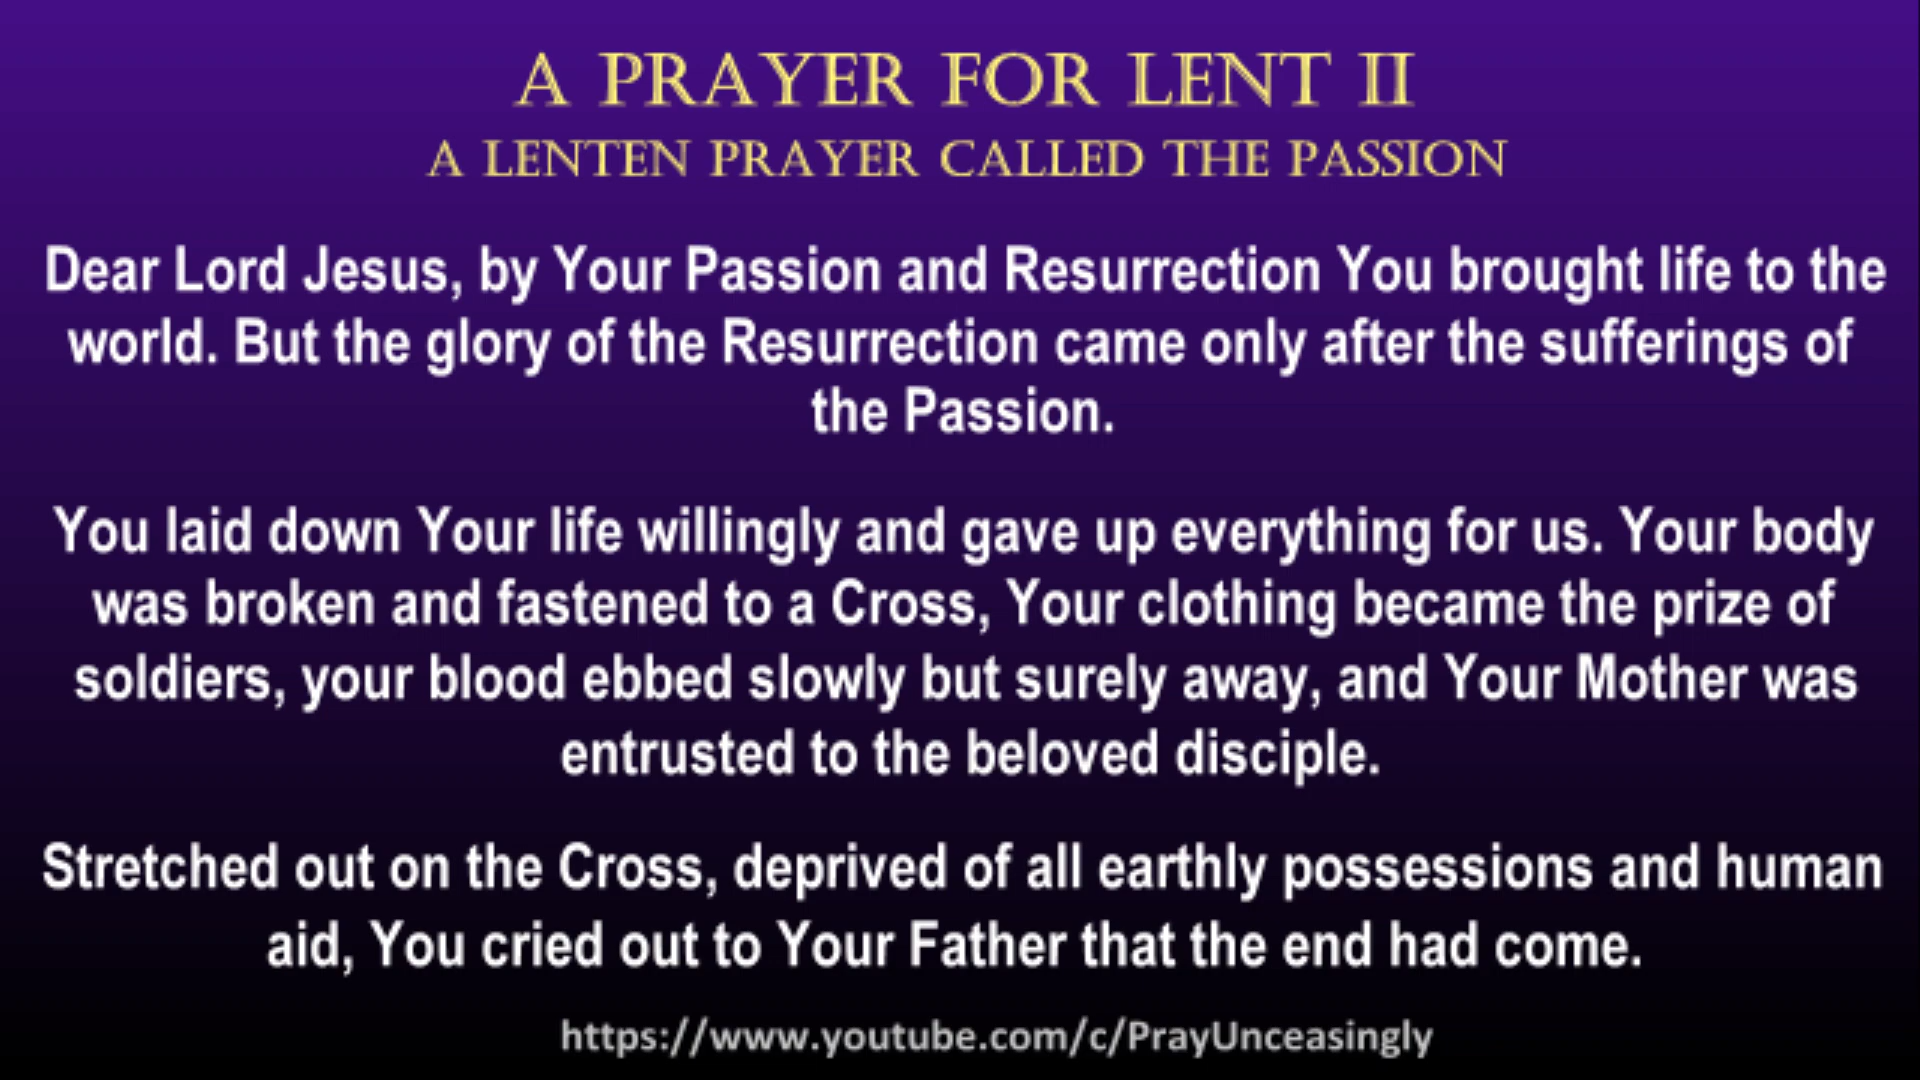 A PRAYER FOR LENT II
A LENTEN PRAYER CALLED THE PASSION
Dear Lord Jesus, by Your Passion and Resurrection You brought life to the
world. But the glory of the Resurrection came only after the sufferings of
the Passion.
You laid down Your life willingly and gave up everything for us. Your body
was broken and fastened to a Cross, Your clothing became the prize of
soldiers, your blood ebbed slowly but surely away, and Your Mother was
entrusted to the beloved disciple.
Stretched out on the Cross, deprived of all earthly possessions and human
aid, You cried out to Your Father that the end had come.
https://www.youtube.com/c/PrayUnceasingly